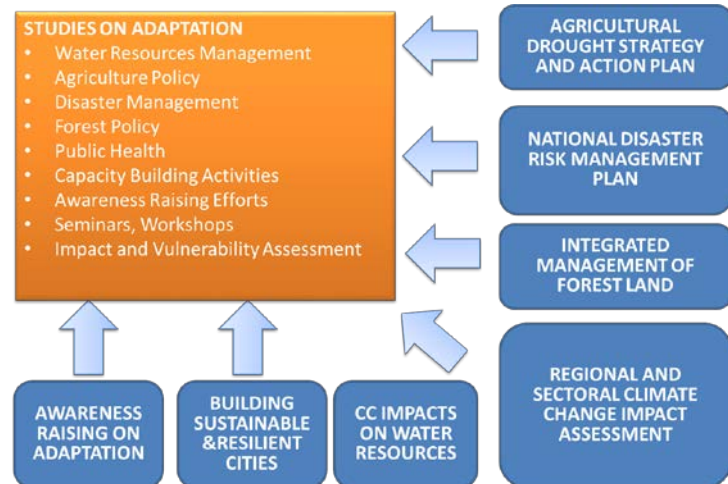 STUDIES ON ADAPTATION
• Water Resources Management
• Agriculture Policy
• Disaster Management
• Forest Policy
• Public Health
• Capacity Building Activities
• Awareness Raising Efforts
• Seminars, Workshops
• Impact and Vulnerability Assessment
AGRICULTURAL
DROUGHT STRATEGY
AND ACTION PLAN
NATIONAL DISASTER
RISK MANAGEMENT
PLAN
INTEGRATED
MANAGEMENT OF
FOREST LAND
REGIONAL AND
SECTORAL CLIMATE
CHANGE IMPACT
ASSESSMENT
AWARENESS
RAISING ON
ADAPTATION
BUILDING
SUSTAINABLE
&RESILIENT
CITIES
CC IMPACTS
ON WATER
RESOURCES